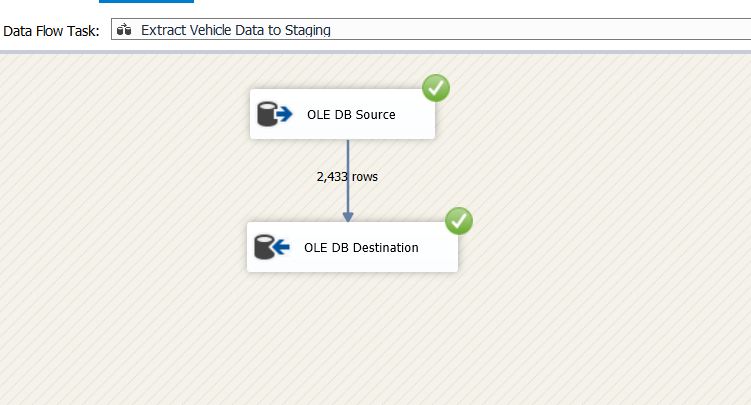 Data Flow Task: Extract Vehicle Data to Staging
OLE DB Source
2,433 rows
OLE DB Destination